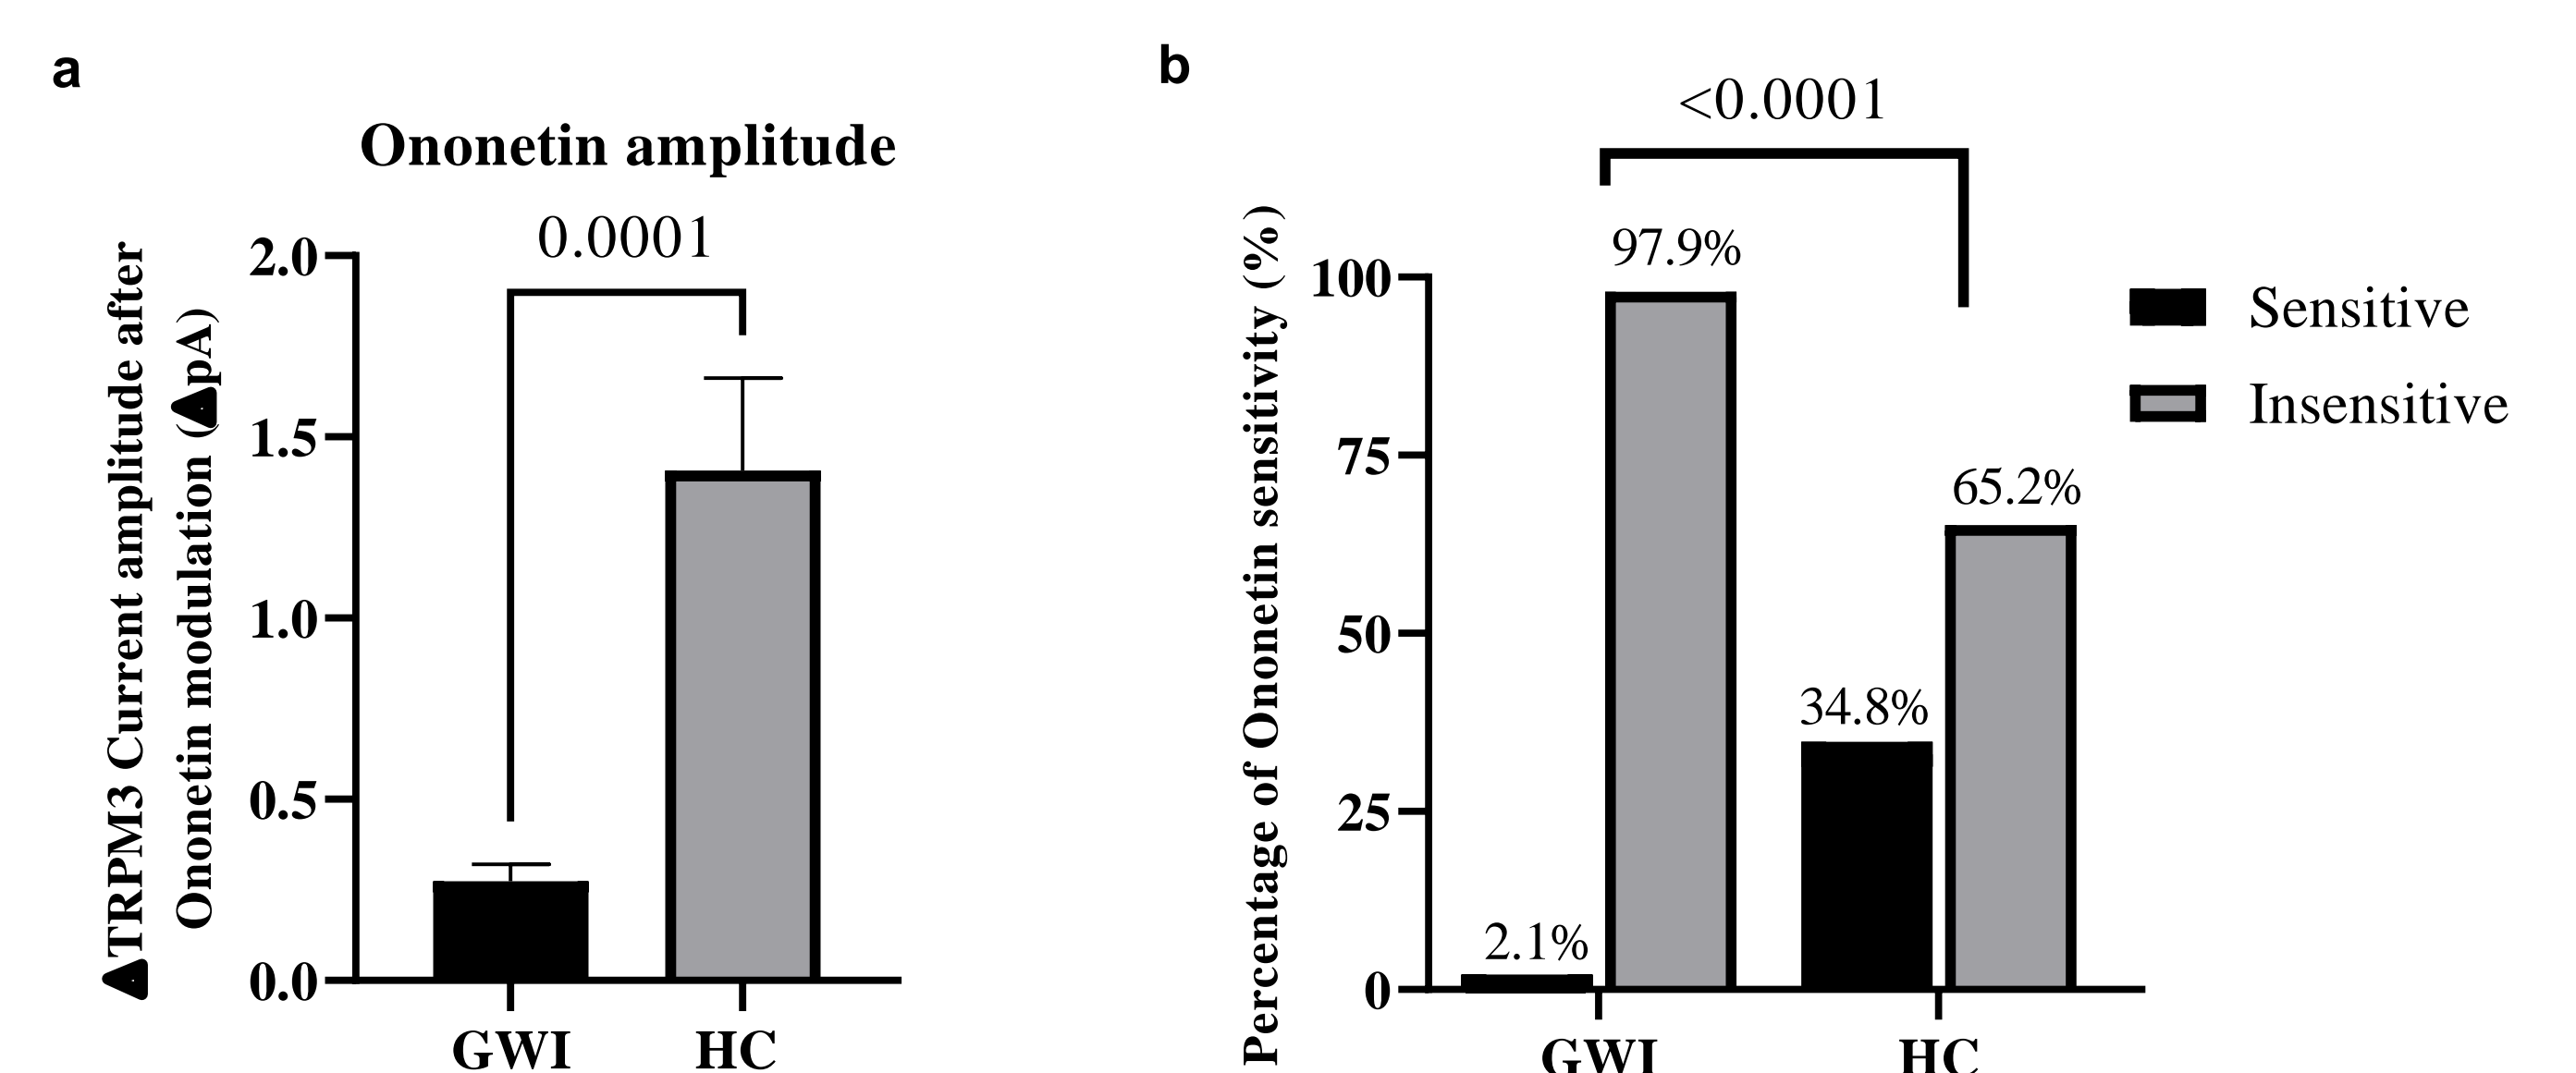 a
Ononetin amplitude
0.0001
▲TRPM3 Current amplitude after
Ononetin modulation (▲pA)
2.0
1.5
1.0
0.5
0.0
GWI
HC
b
<0.0001
Percentage of Ononetin sensitivity (%)
100
75
50
25
0
2.1%
97.9%
34.8%
65.2%
GWI
HC
Sensitive
Insensitive